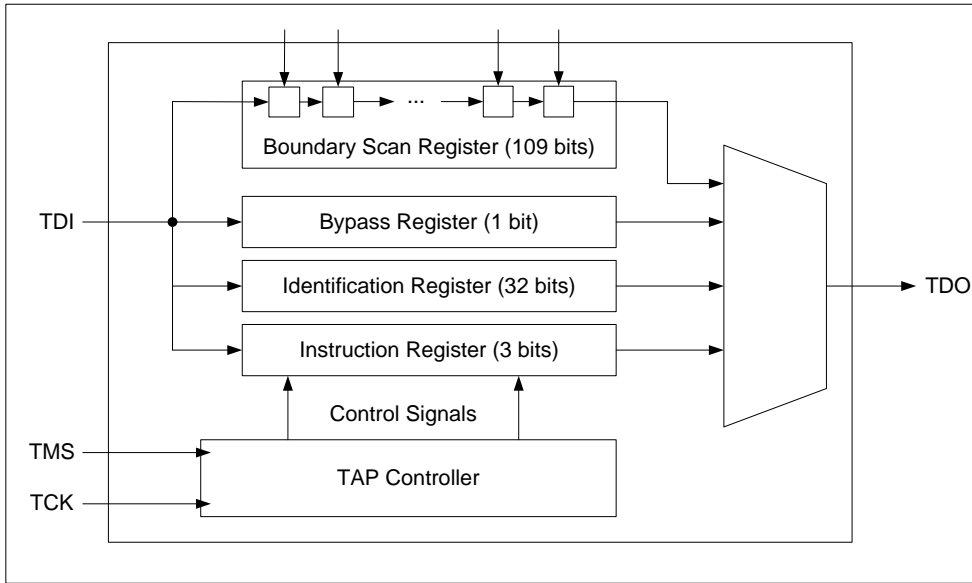 ...
Boundary Scan Register (109 bits)
TDI
Bypass Register (1 bit)
Identification Register (32 bits)
TDO
Instruction Register (3 bits)
Control Signals
TMS
TAP Controller
TCK